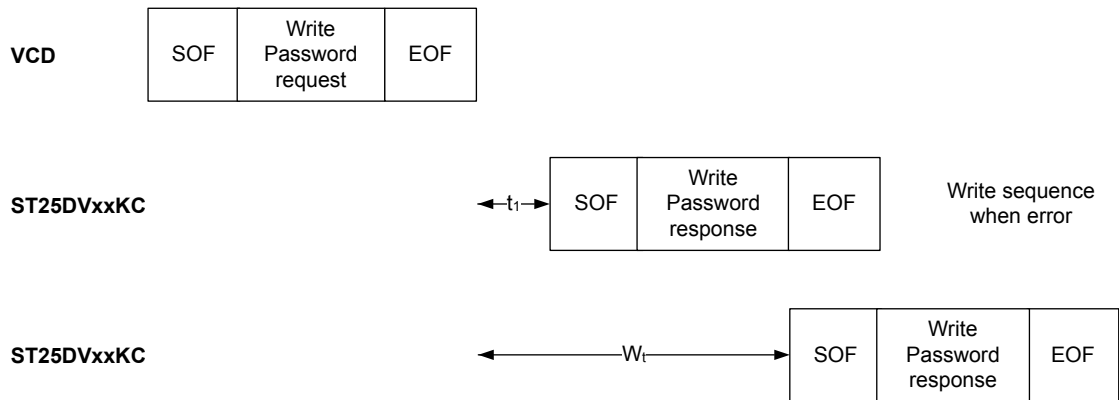 VCD
SOF
Write
Password
request
EOF
ST25DVxxKC
t1
SOF
Write
Password
response
EOF
Write sequence
when error
ST25DVxxKC
Wt
SOF
Write
Password
response
EOF